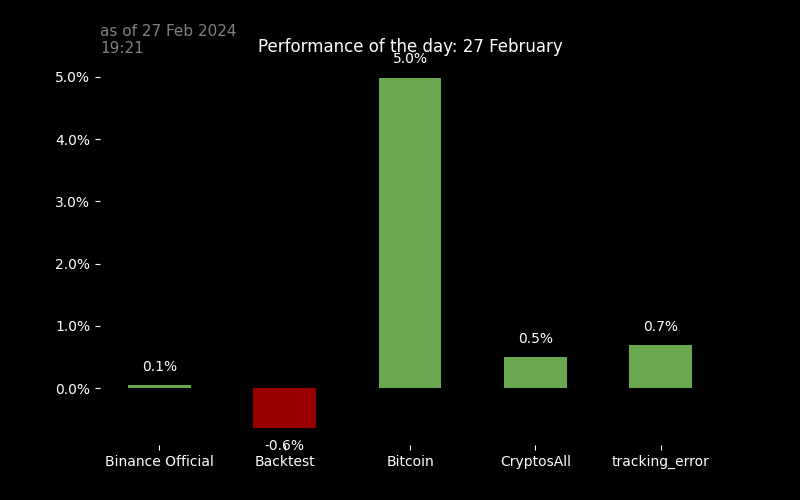 as of 27 Feb 2024
19:21
Performance of the day: 27 February
5.0%
5.0%
4.0%
3.0%
2.0%
1.0%
0.7%
0.5%
0.1%
0.0%
-0.6%
Binance Official
Backtest
Bitcoin
CryptosAll
tracking_error